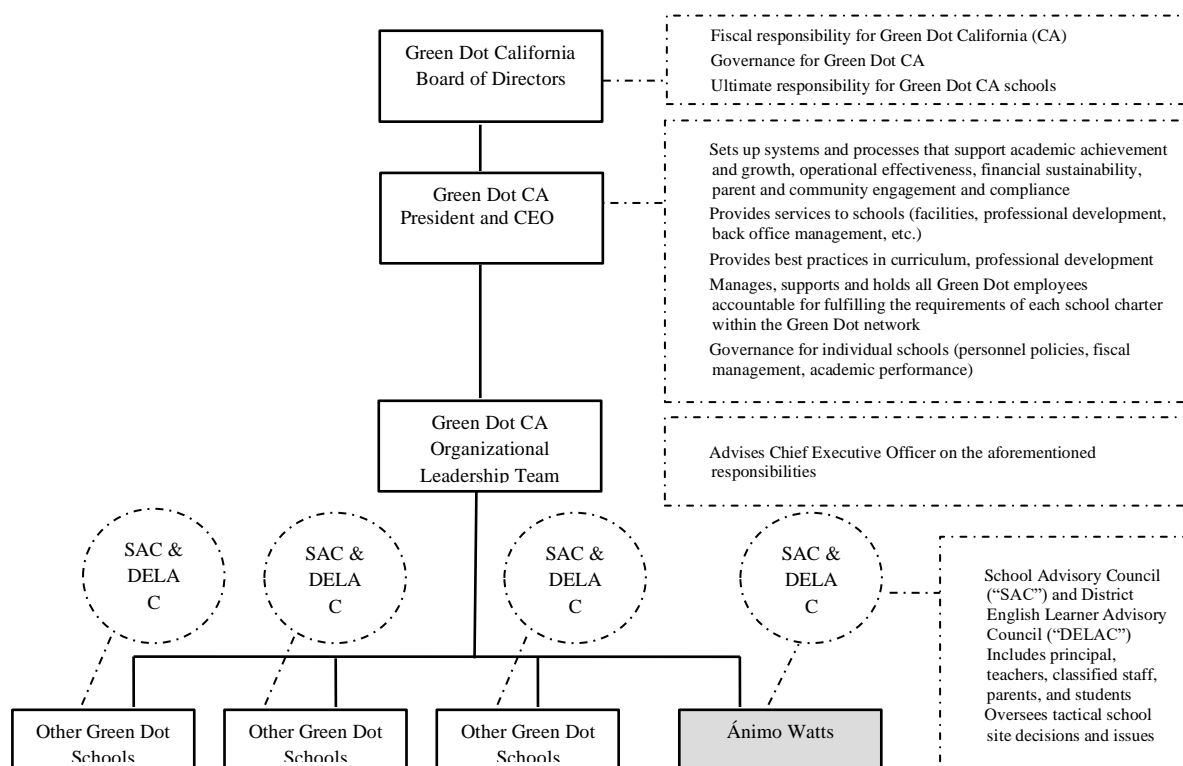 Green Dot California
Board of Directors
Fiscal responsibility for Green Dot California (CA)
Governance for Green Dot CA
Ultimate responsibility for Green Dot CA schools
Green Dot CA
President and CEO
Sets up systems and processes that support academic achievement
and growth, operational effectiveness, financial sustainability,
parent and community engagement and compliance
Provides services to schools (facilities, professional development,
back office management, etc.)
Provides best practices in curriculum, professional development
Manages, supports and holds all Green Dot employees
accountable for fulfilling the requirements of each school charter
within the Green Dot network
Governance for individual schools (personnel policies, fiscal
management, academic performance)
Green Dot CA
Organizational
Leadership Team
Advises Chief Executive Officer on the aforementioned
responsibilities
SAC &
DELA
C
SAC &
DELA
C
SAC &
DELA
C
SAC &
DELA
C
School Advisory Council
(“SAC”) and District
English Learner Advisory
Council (“DELAC”)
Includes principal,
teachers, classified staff,
parents, and students
Oversees tactical school
site decisions and issues
Other Green Dot
Schools
Other Green Dot
Schools
Other Green Dot
Schools
Ánimo Watts